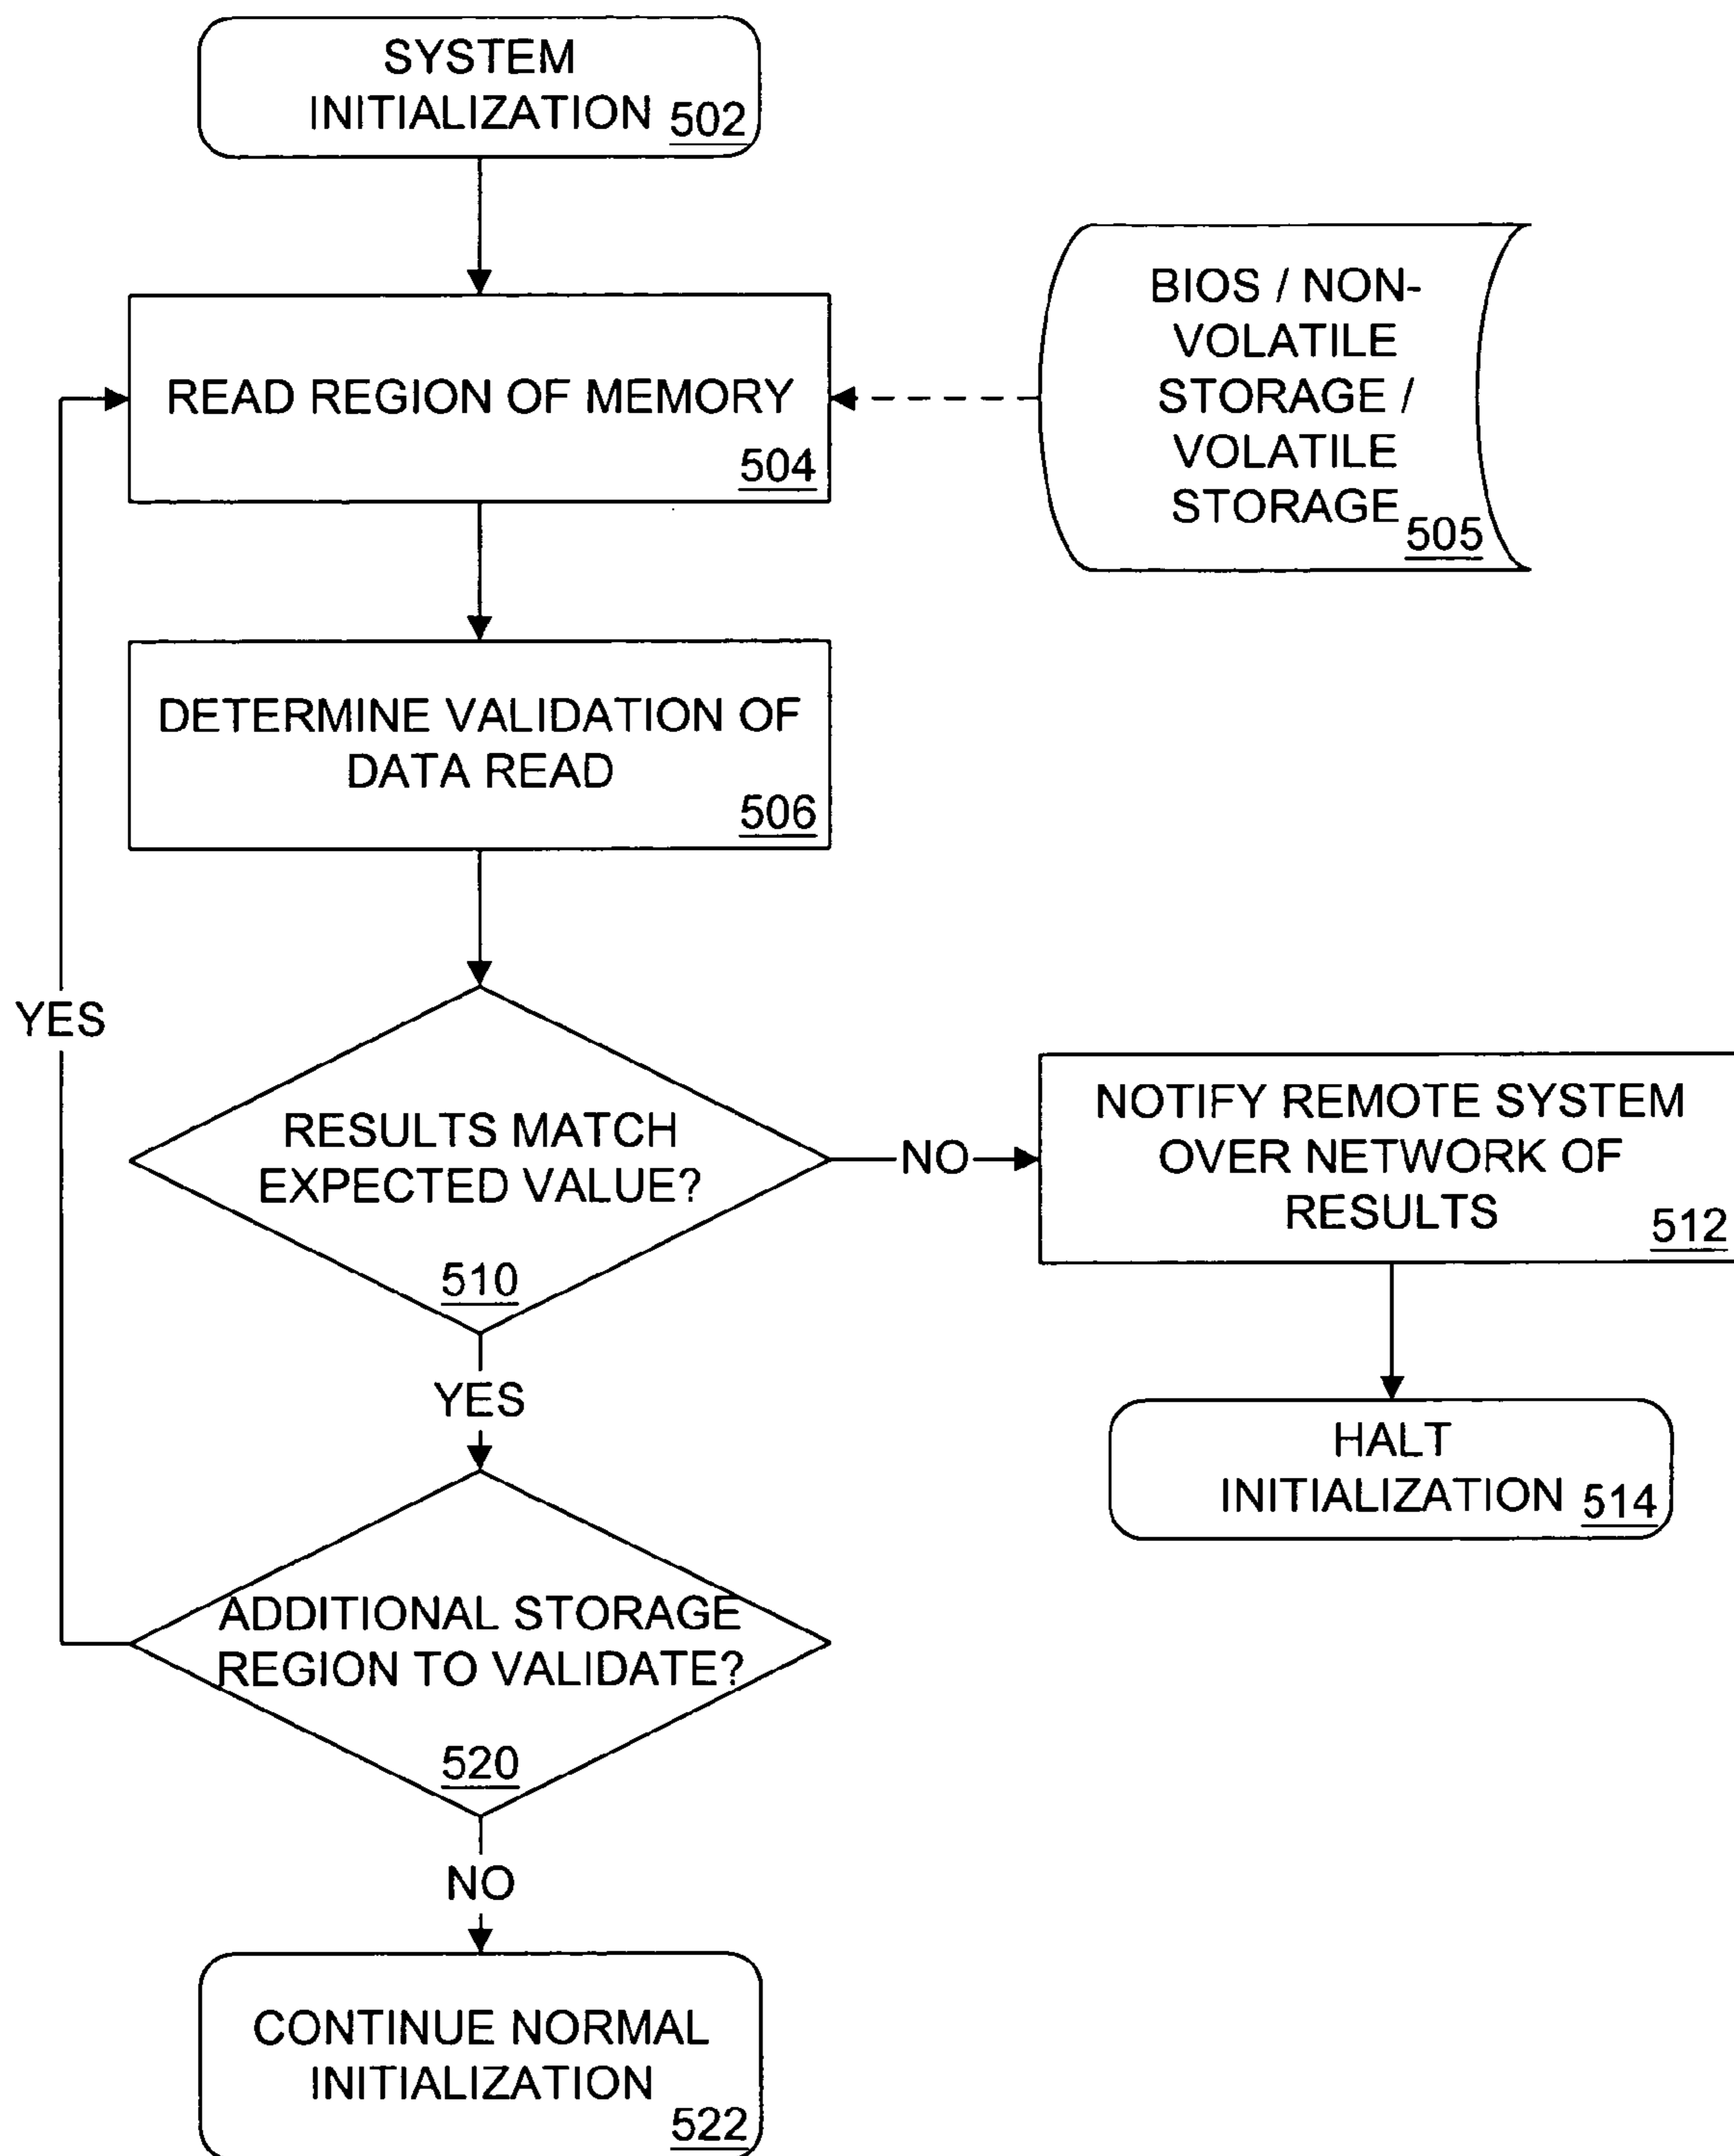 SYSTEM
INITIALIZATION 502
READ REGION OF MEMORY
504
BIOS / NON-
VOLATILE
STORAGE /
VOLATILE
STORAGE
505
DETERMINE VALIDATION OF
DATA READ
506
YES
RESULTS MATCH
EXPECTED VALUE?
510
NO
NOTIFY REMOTE SYSTEM
OVER NETWORK OF
RESULTS
512
YES
HALT
INITIALIZATION 514
ADDITIONAL STORAGE
REGION TO VALIDATE?
520
NO
CONTINUE NORMAL
INITIALIZATION
522